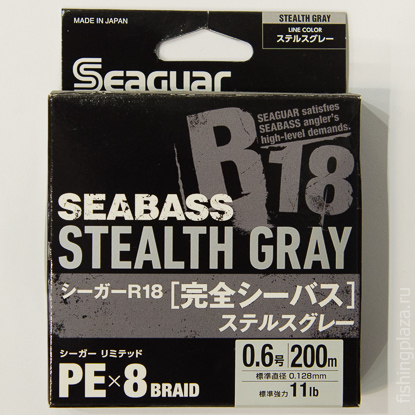 MADE IN JAPAN
STEALTH GRAY
LINE COLOR
ステルスグレー
Seaguar
R18
SEAGUAR satisfies
SEABASS angler's
high-level demands.
SEABASS
STEALTH GRAY
シーガーR18［完全シーバス］
ステルスグレー
シーガー リミテッド
PE×8 BRAID
0.6号 200m
標準直径 0.128mm
標準強力 11lb
fishingplaza.ru